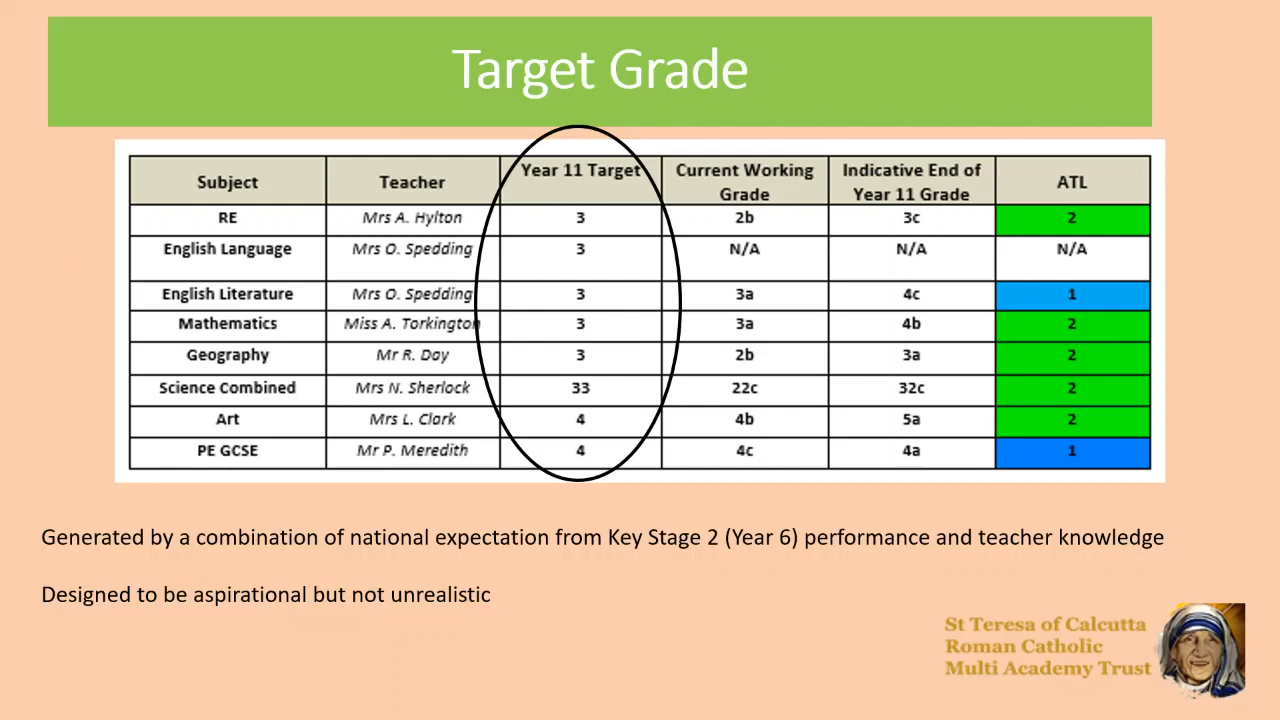 Target Grade
Subject Teacher Year 11 Target Current Working Grade Indicative End of Year 11 Grade ATL
RE Mrs A. Hylton 3 2b 3c 2
English Language Mrs O. Spedding 3 N/A N/A N/A
English Literature Mrs O. Spedding 3 3a 4c 1
Mathematics Miss A. Torkington 3 3a 4b 2
Geography Mr R. Day 3 2b 3a 2
Science Combined Mrs N. Sherlock 33 22c 32c 2
Art Mrs L. Clark 4 4b 5a 2
PE GCSE Mr P. Meredith 4 4c 4a 1
Generated by a combination of national expectation from Key Stage 2 (Year 6) performance and teacher knowledge
Designed to be aspirational but not unrealistic
St Teresa of Calcutta
Roman Catholic
Multi Academy Trust